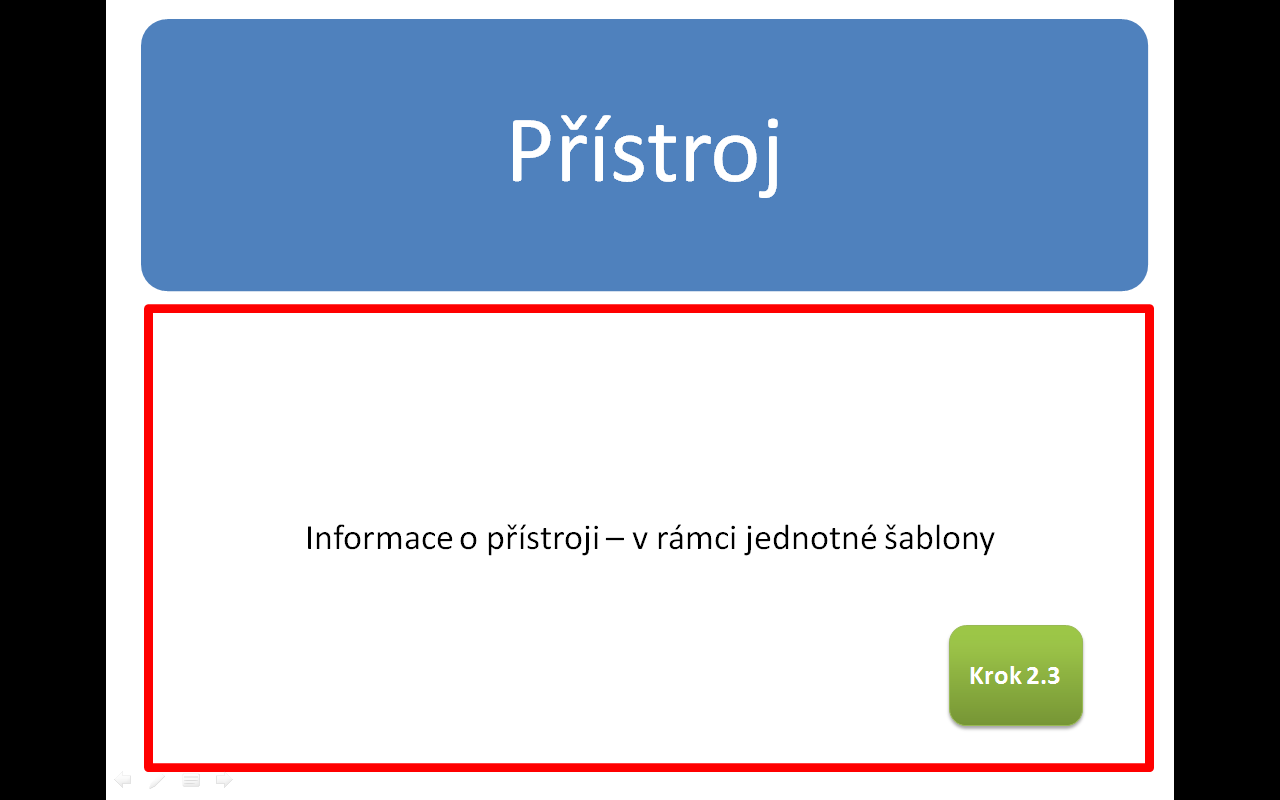 Přístroj
Informace o přístroji – v rámci jednotné šablony
Krok 2.3